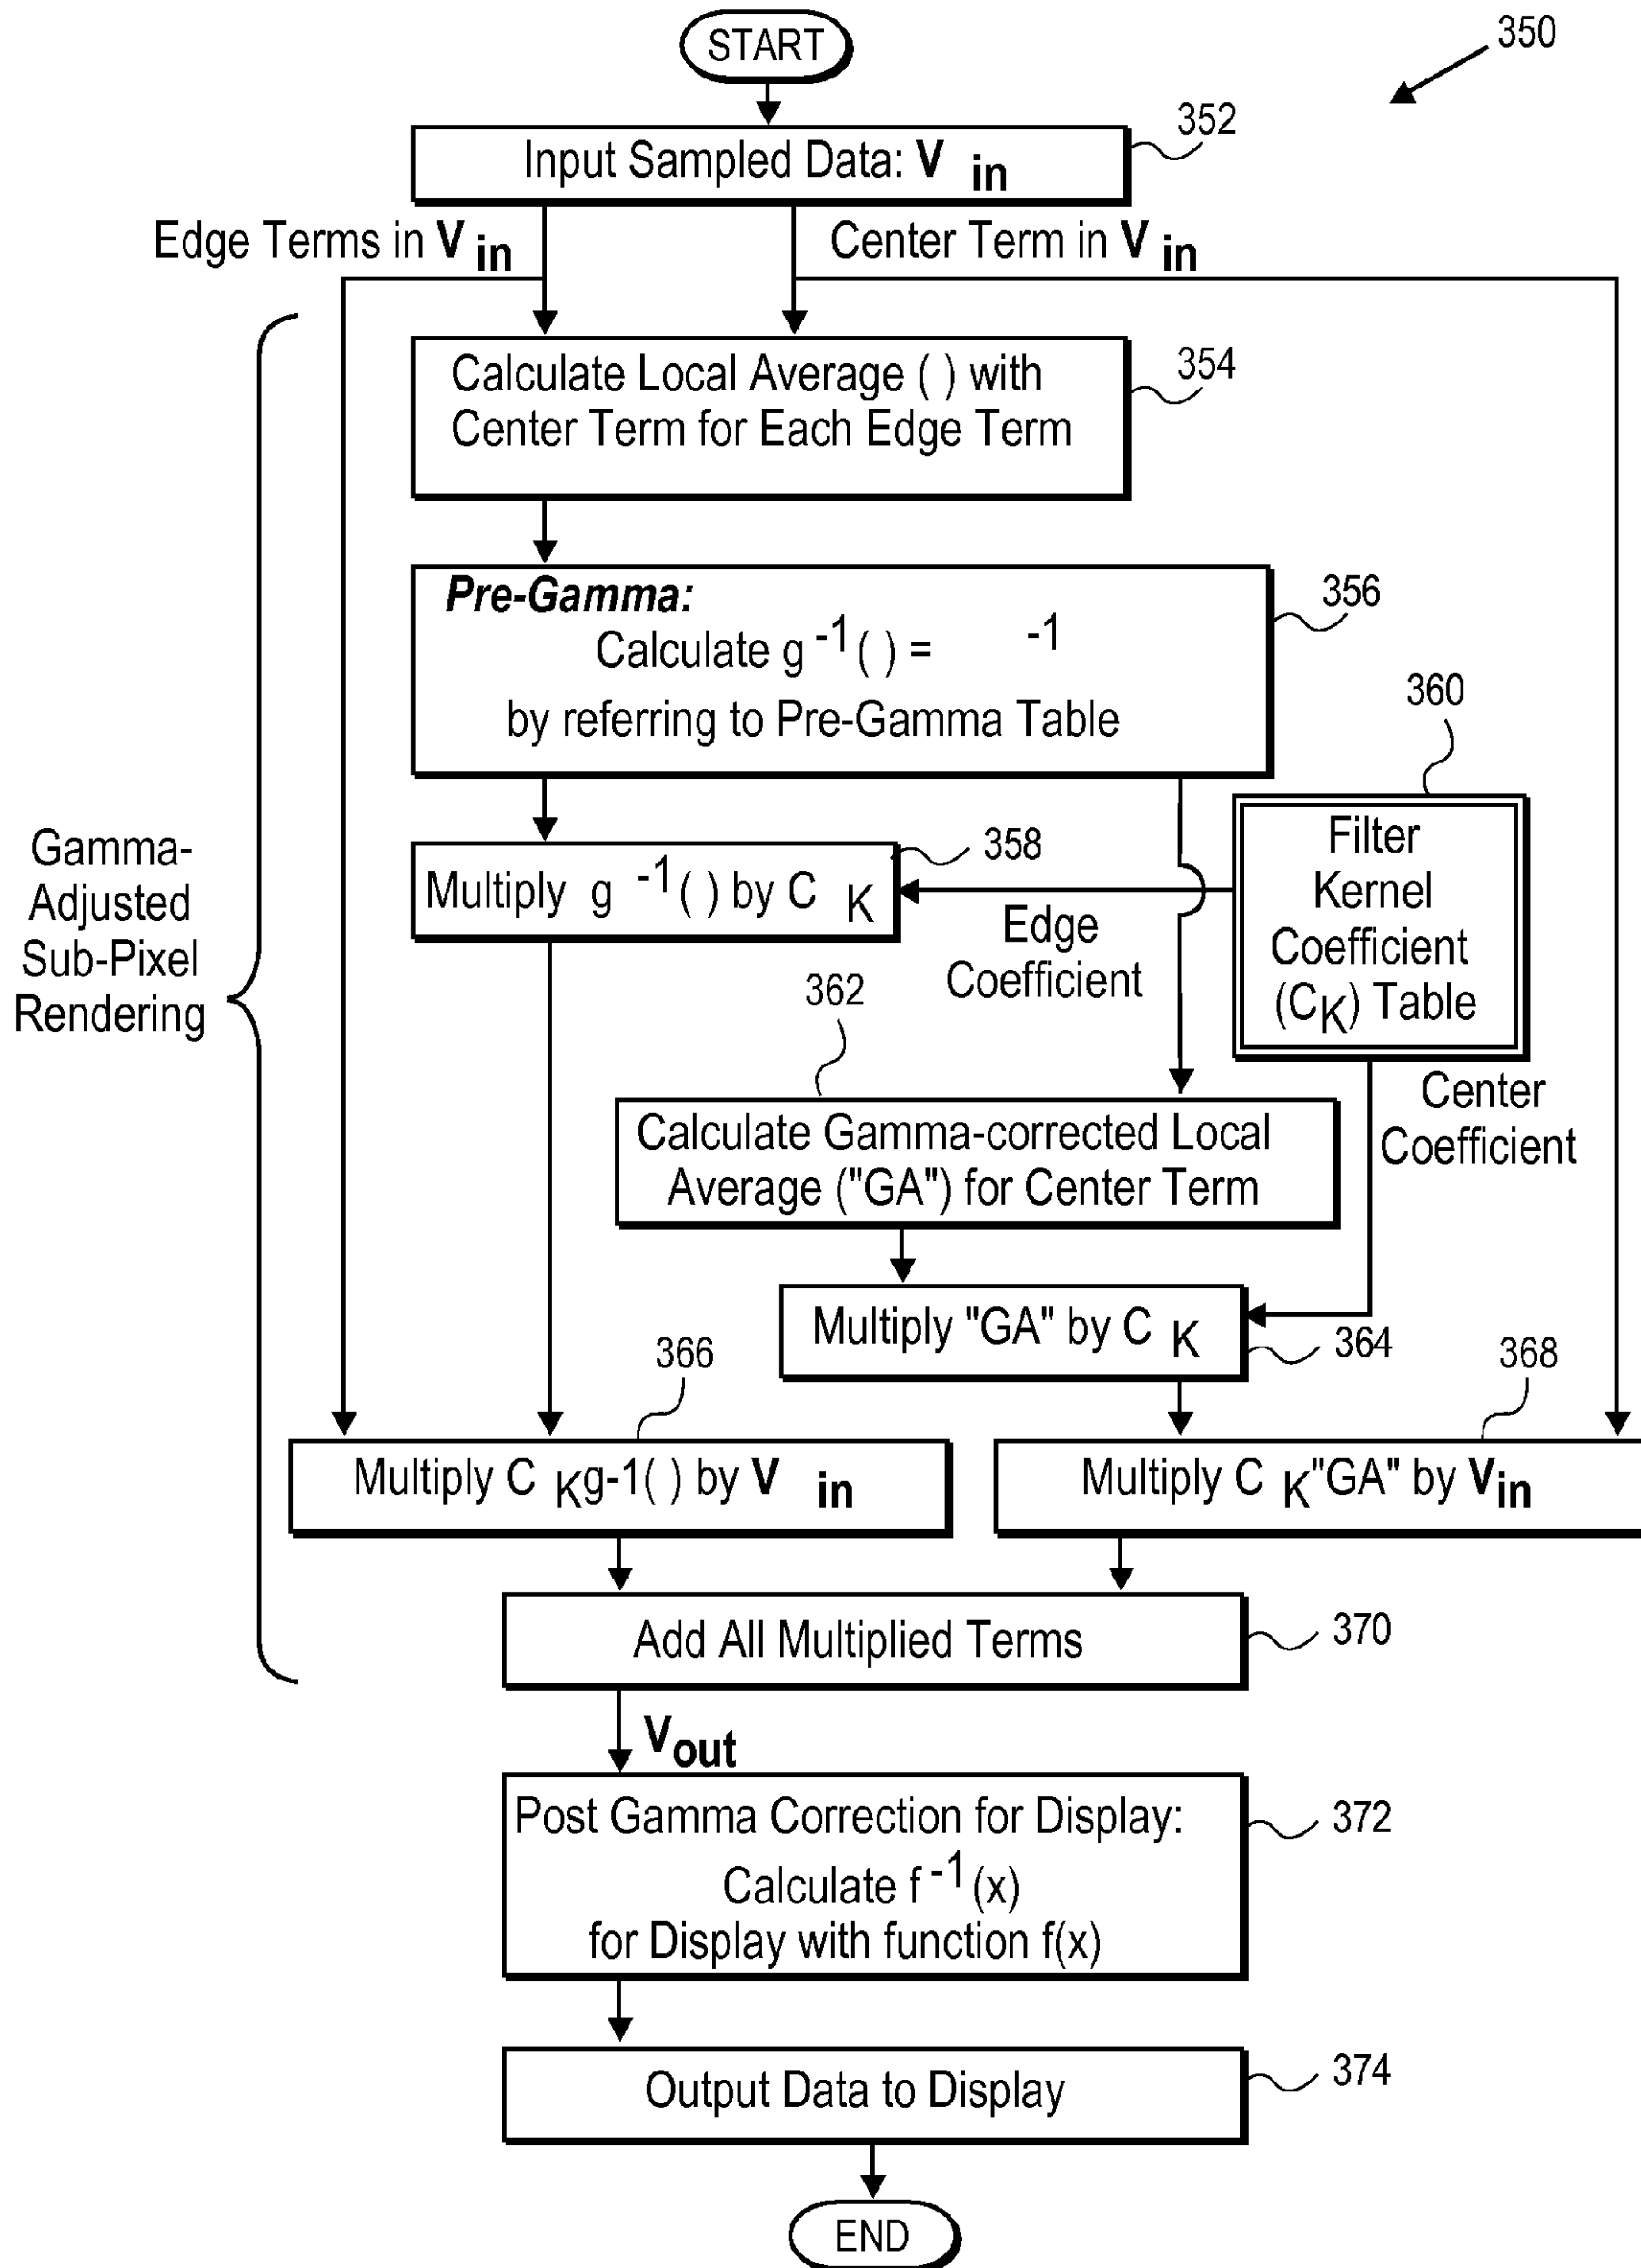 START
350
352
Input Sampled Data: V in
Edge Terms in V in
Center Term in V in
354
Calculate Local Average ( ) with
Center Term for Each Edge Term
356
Pre-Gamma:
Calculate g -1 ( ) = -1
by referring to Pre-Gamma Table
360
Filter
Kernel
Coefficient
(CK) Table
358
Multiply g -1 ( ) by C K
Edge
Coefficient
Gamma-
Adjusted
Sub-Pixel
Rendering
362
Center
Coefficient
Calculate Gamma-corrected Local
Average ("GA") for Center Term
Multiply "GA" by C K
364
366
368
Multiply C Kg-1( ) by V in
Multiply C K"GA" by Vin
Add All Multiplied Terms
370
Vout
Post Gamma Correction for Display:
372
Calculate f -1 (x)
for Display with function f(x)
Output Data to Display
374
END